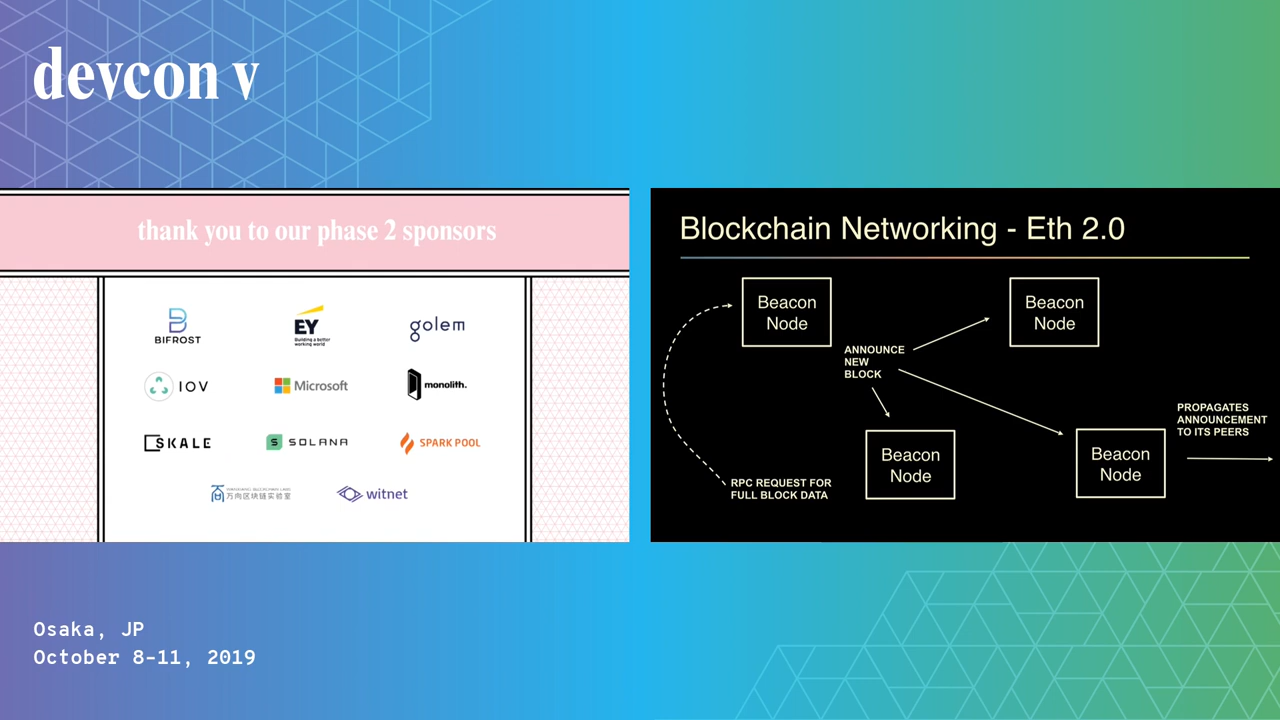 devcon v
thank you to our phase 2 sponsors
BIFROST
EY
Building a better
working world
golem
IOV
Microsoft
monolith.
SKALE
S SOLANA
SPARK POOL
万向区块链实验室
witnet
Blockchain Networking - Eth 2.0
Beacon
Node
Beacon
Node
ANNOUNCE
NEW
BLOCK
PROPAGATES
ANNOUNCEMENT
TO ITS PEERS
Beacon
Node
Beacon
Node
RPC REQUEST FOR
FULL BLOCK DATA
Osaka, JP
October 8-11, 2019